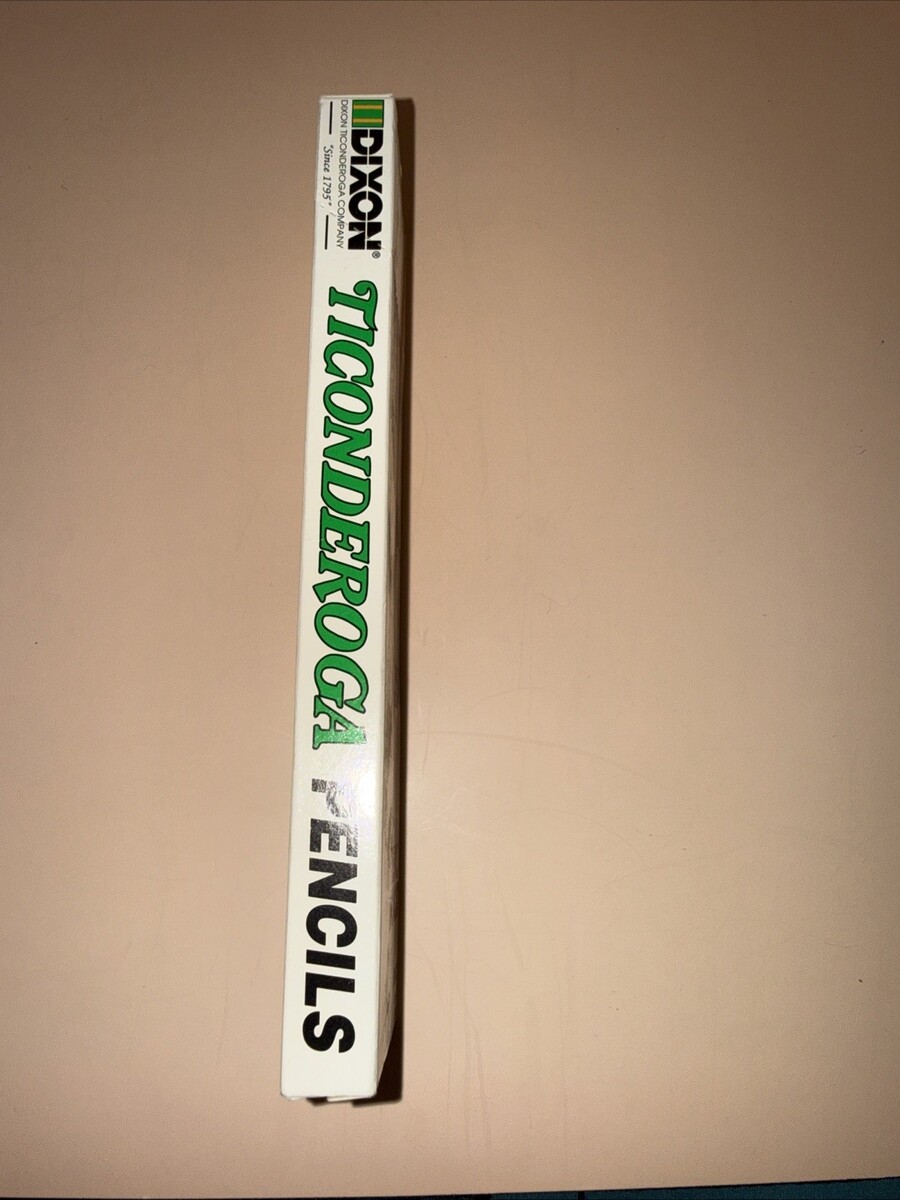 DIXON®
DIXON TICONDEROGA COMPANY
"Since 1795"
TICONDEROGA PENCILS